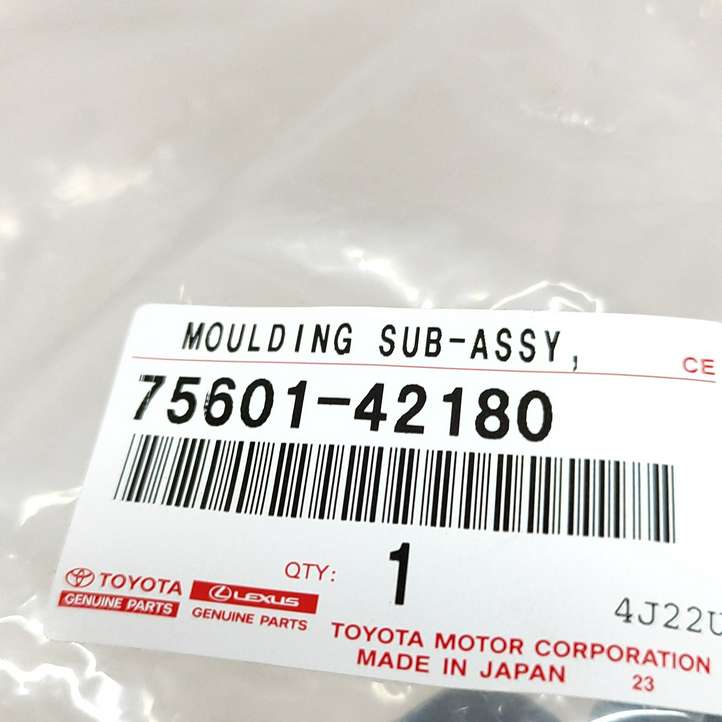 MOULDING SUB-ASSY,
CE
75601-42180
QTY: 1
TOYOTA
GENUINE PARTS
LEXUS
GENUINE PARTS
4J22U
TOYOTA MOTOR CORPORATION
MADE IN JAPAN 23